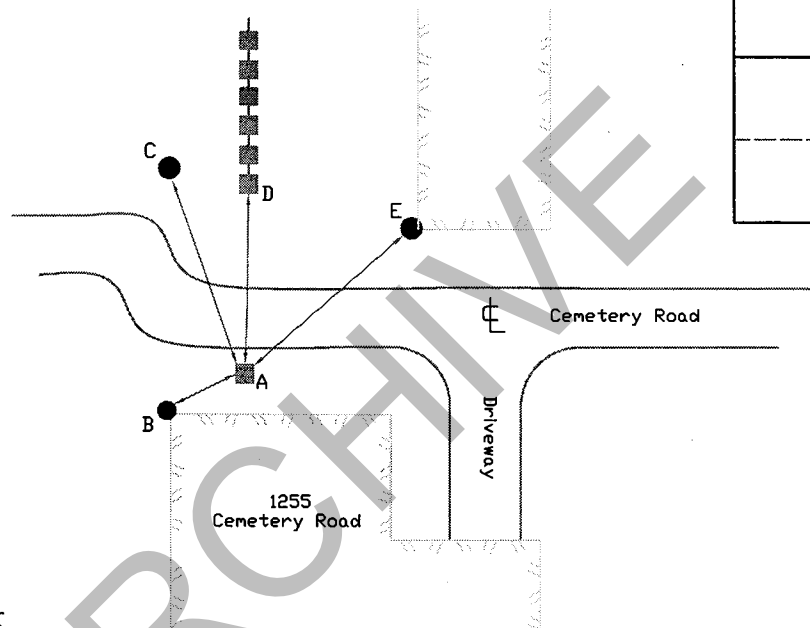 C
D
E
℄ Cemetery Road
A
B
Driveway
1255
Cemetery Road
ARCHIVE